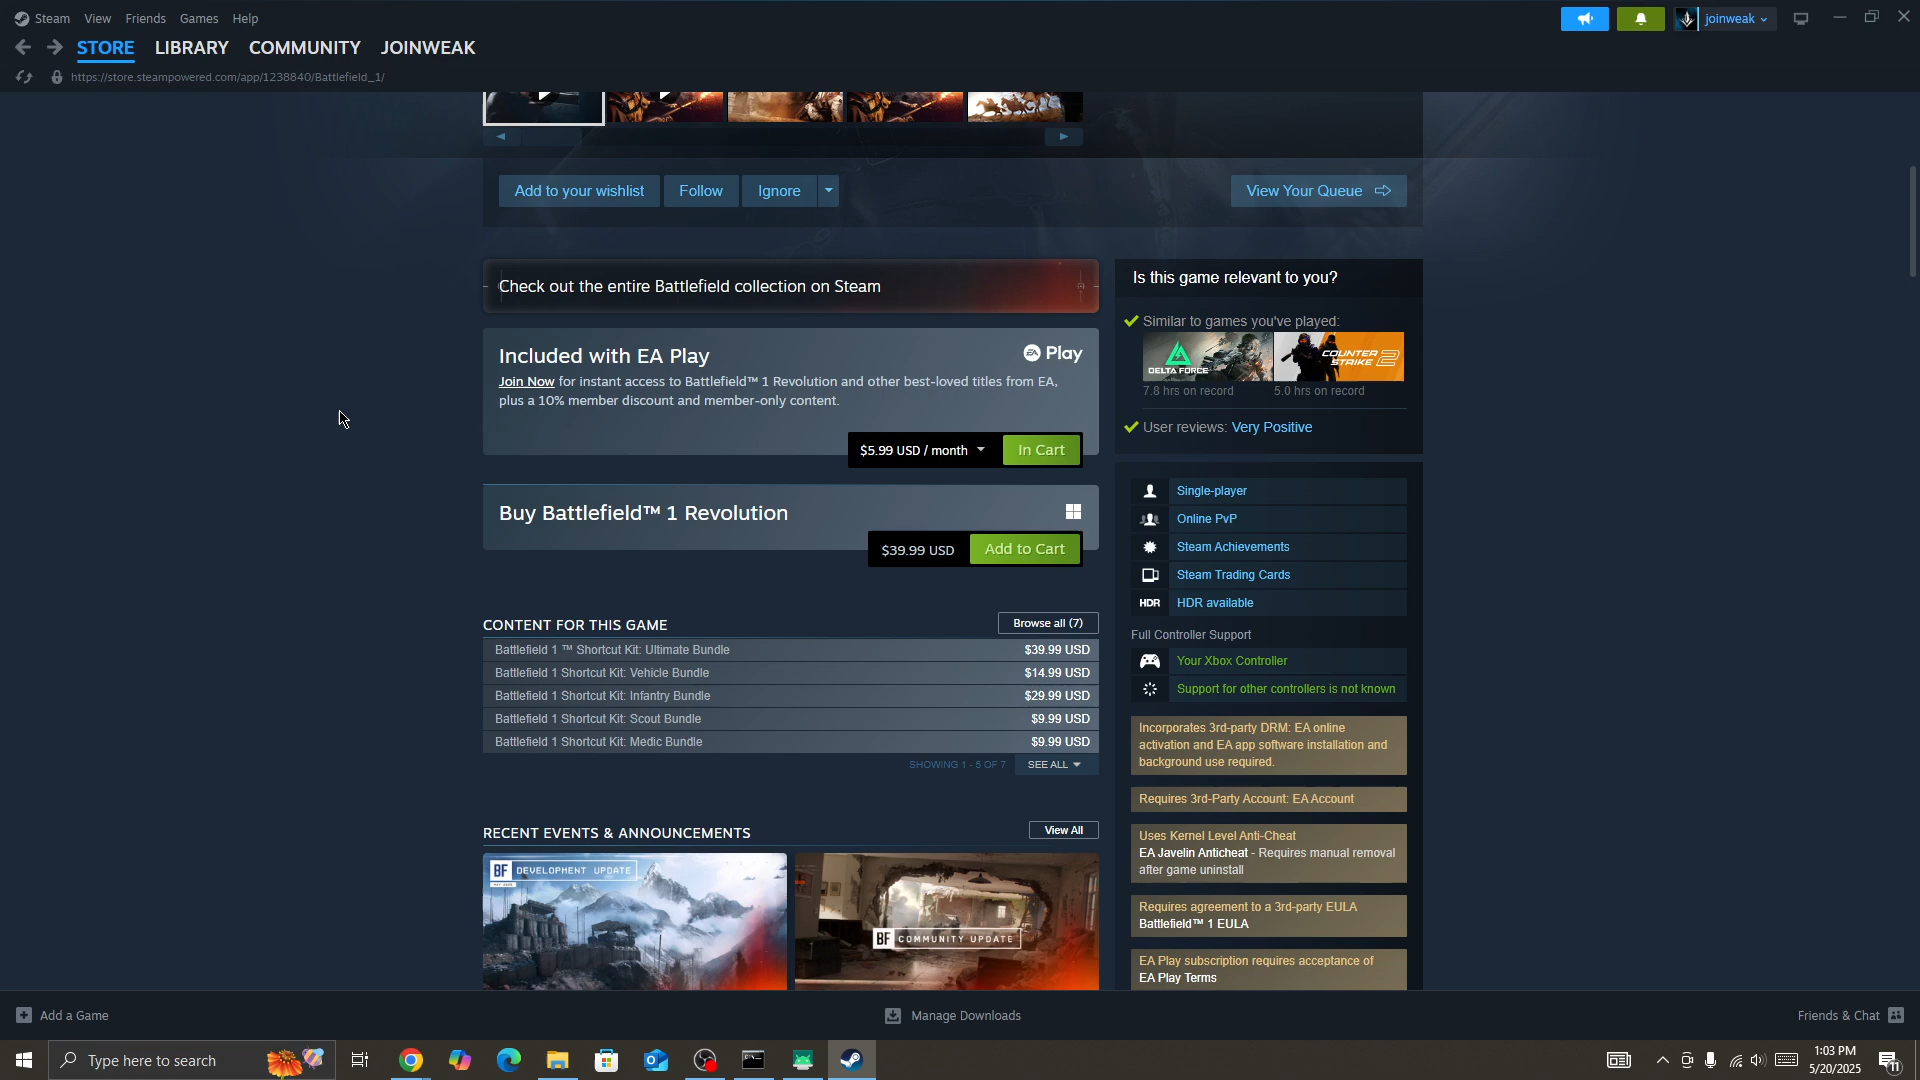 Steam View Friends Games Help
joinweak
STORE LIBRARY COMMUNITY JOINWEAK
https://store.steampowered.com/app/1238840/Battlefield_1/
Add to your wishlist Follow Ignore
View Your Queue
Check out the entire Battlefield collection on Steam
Included with EA Play
EA Play
Join Now for instant access to Battlefield™ 1 Revolution and other best-loved titles from EA,
plus a 10% member discount and member-only content.
$5.99 USD / month In Cart
Buy Battlefield™ 1 Revolution
$39.99 USD Add to Cart
CONTENT FOR THIS GAME Browse all (7)
Battlefield 1 ™ Shortcut Kit: Ultimate Bundle $39.99 USD
Battlefield 1 Shortcut Kit: Vehicle Bundle $14.99 USD
Battlefield 1 Shortcut Kit: Infantry Bundle $29.99 USD
Battlefield 1 Shortcut Kit: Scout Bundle $9.99 USD
Battlefield 1 Shortcut Kit: Medic Bundle $9.99 USD
SHOWING 1 - 5 OF 7 SEE ALL
RECENT EVENTS & ANNOUNCEMENTS View All
BF DEVELOPMENT UPDATE
BF COMMUNITY UPDATE
Is this game relevant to you?
Similar to games you've played:
DELTA FORCE
COUNTER STRIKE 2
7.8 hrs on record 5.0 hrs on record
User reviews: Very Positive
Single-player
Online PvP
Steam Achievements
Steam Trading Cards
HDR HDR available
Full Controller Support
Your Xbox Controller
Support for other controllers is not known
Incorporates 3rd-party DRM: EA online
activation and EA app software installation and
background use required.
Requires 3rd-Party Account: EA Account
Uses Kernel Level Anti-Cheat
EA Javelin Anticheat - Requires manual removal
after game uninstall
Requires agreement to a 3rd-party EULA
Battlefield™ 1 EULA
EA Play subscription requires acceptance of
EA Play Terms
Add a Game Manage Downloads Friends & Chat
Type here to search
1:03 PM
5/20/2025
11